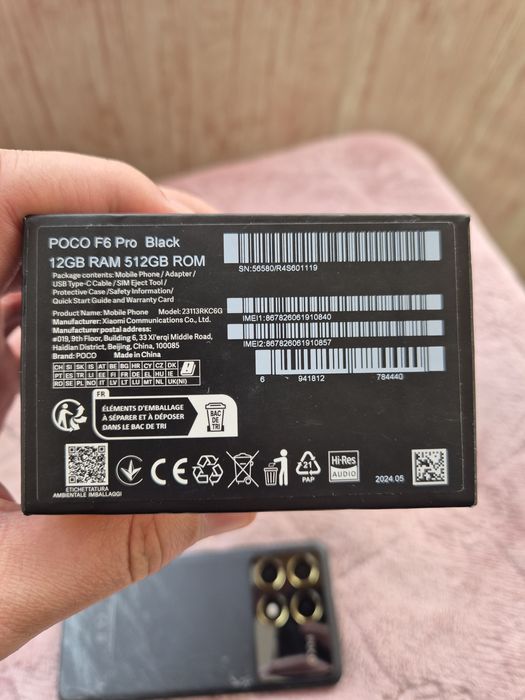 POCO F6 Pro Black
12GB RAM 512GB ROM
Package contents: Mobile Phone / Adapter /
USB Type-C Cable / SIM Eject Tool /
Protective Case /Safety Information/
Quick Start Guide and Warranty Card
Product Name: Mobile Phone Model: 23113RKC6G
Manufacturer: Xiaomi Communications Co., Ltd.
Manufacturer postal address:
#019, 9th Floor, Building 6, 33 Xi'erqi Middle Road,
Haidian District, Beijing, China, 100085
Brand: POCO Made in China
CH SI SK IS AT BE BG HR CY CZ DK
PT ES TR LI EE FI FR DE EL HU IE
RO SE PL NO IT LV LT LU MT NL UK(NI)
SN:56580/R4S601119
IMEI1:867826061910840
IMEI2:867826061910857
6 941812 784440
FR
ÉLÉMENTS D'EMBALLAGE
À SÉPARER ET À DÉPOSER
DANS LE BAC DE TRI
BAC
DE
TRI
ETICHETTATURA
AMBIENTALE IMBALLAGGI
CE
21
PAP
Hi-Res
AUDIO
2024.05
POCO